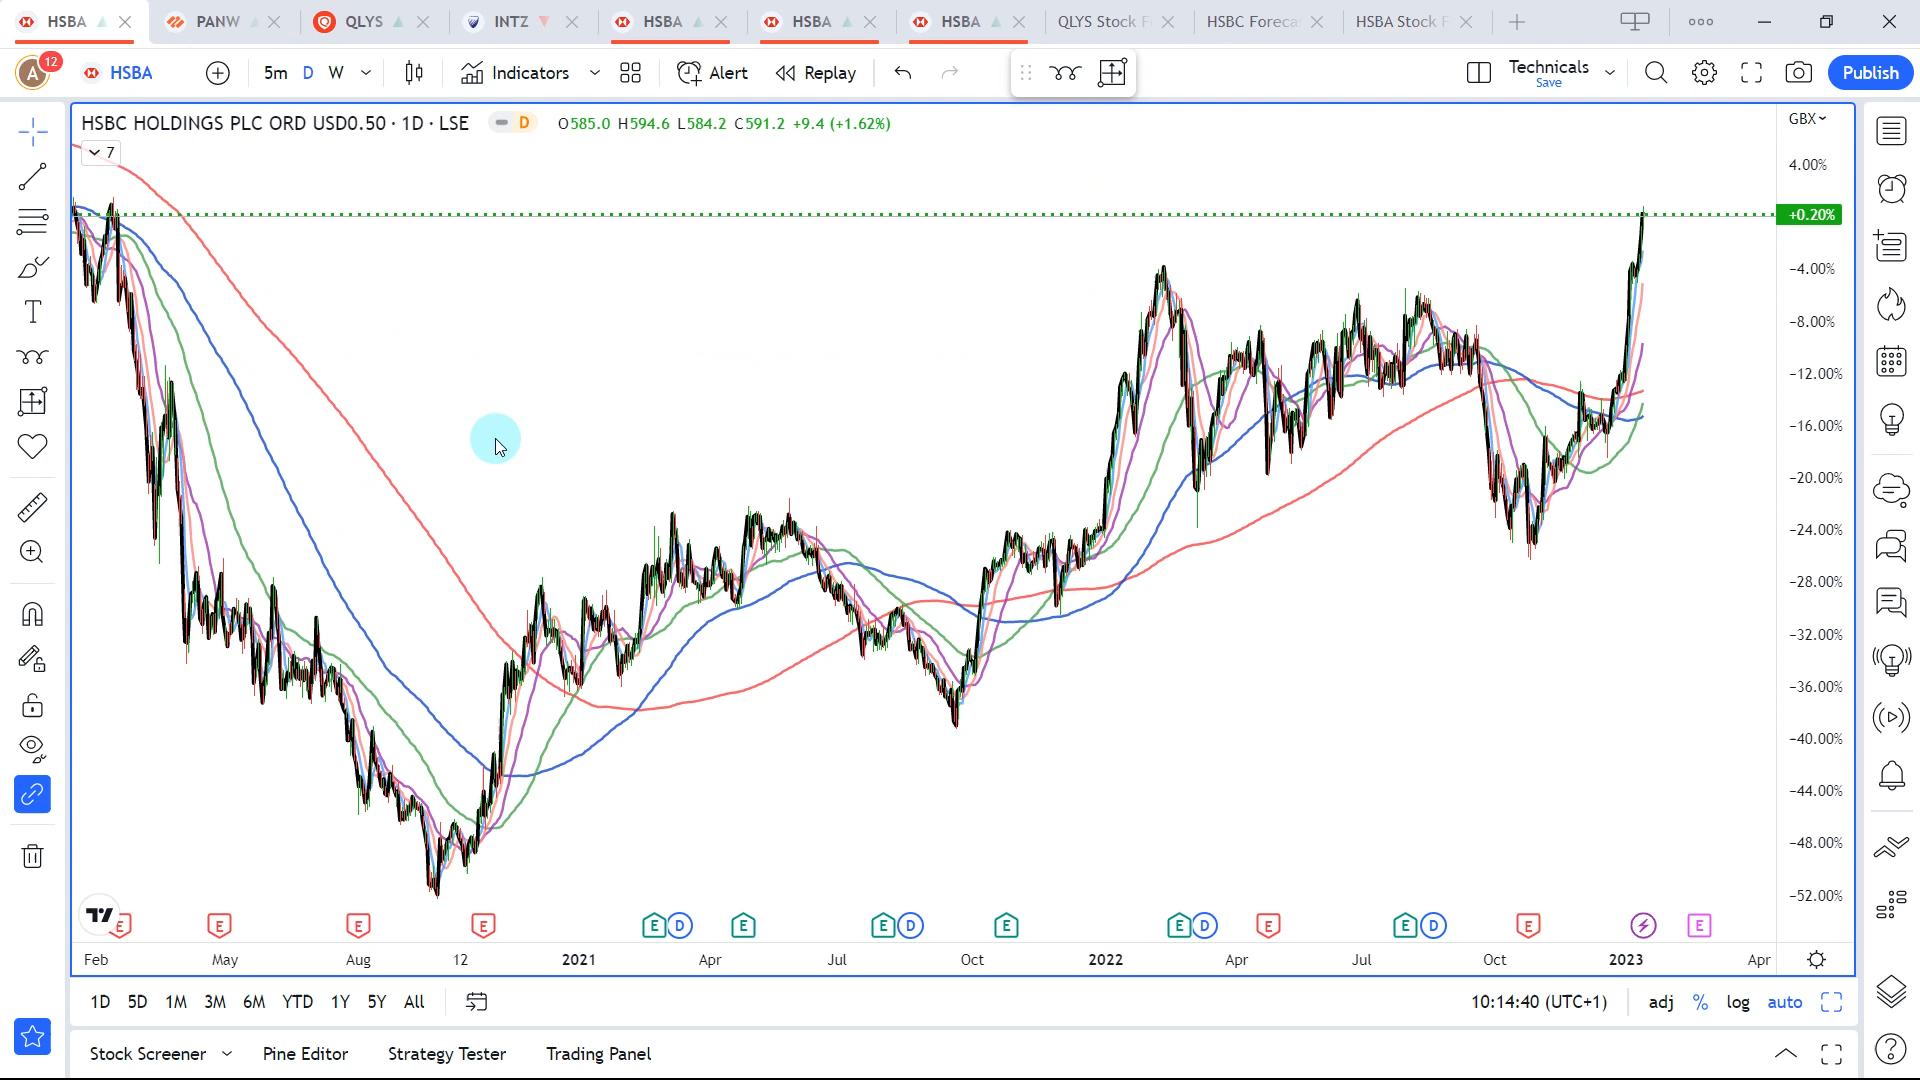 HSBA
PANW
QLYS
INTZ
HSBA
HSBA
HSBA
QLYS Stock F
HSBC Foreca
HSBA Stock F
A
12
HSBA
5m
D
W
Indicators
Alert
Replay
Technicals
Save
Publish
HSBC HOLDINGS PLC ORD USD0.50 · 1D · LSE
D
O585.0 H594.6 L584.2 C591.2 +9.4 (+1.62%)
GBX
7
4.00%
+0.20%
−4.00%
−8.00%
−12.00%
−16.00%
−20.00%
−24.00%
−28.00%
−32.00%
−36.00%
−40.00%
−44.00%
−48.00%
−52.00%
E
E
E
E
E
D
E
E
D
E
E
D
E
E
D
E
E
Feb
May
Aug
12
2021
Apr
Jul
Oct
2022
Apr
Jul
Oct
2023
Apr
1D
5D
1M
3M
6M
YTD
1Y
5Y
All
10:14:40 (UTC+1)
adj
%
log
auto
Stock Screener
Pine Editor
Strategy Tester
Trading Panel